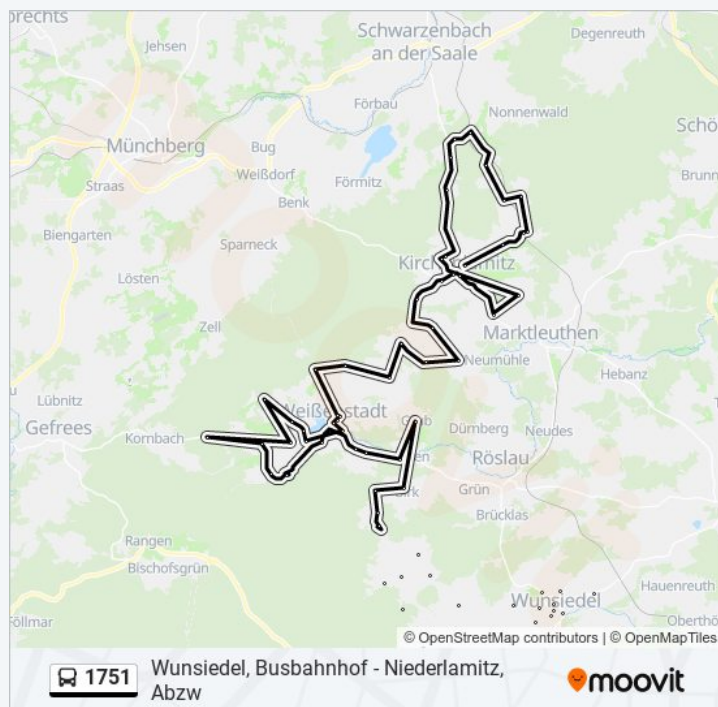 Schwarzenbach
an der Saale
Degenreuth
Jehsen
Förbau
Nonnenwald
Münchberg
Bug
Weißdorf
Förmitz
Straas
Benk
Biengarten
Sparneck
Lösten
Zell
Marktleuthen
Neumühle
Hebanz
Lübnitz
Gefrees
Kornbach
Dürnberg
Neudes
Röslau
Grün
Brücklas
Rangen
Bischofsgrün
Hauenreuth
Wunsiedel
© OpenStreetMap contributors | © OpenMapTiles
1751
Wunsiedel, Busbahnhof - Niederlamitz,
Abzw
moovit